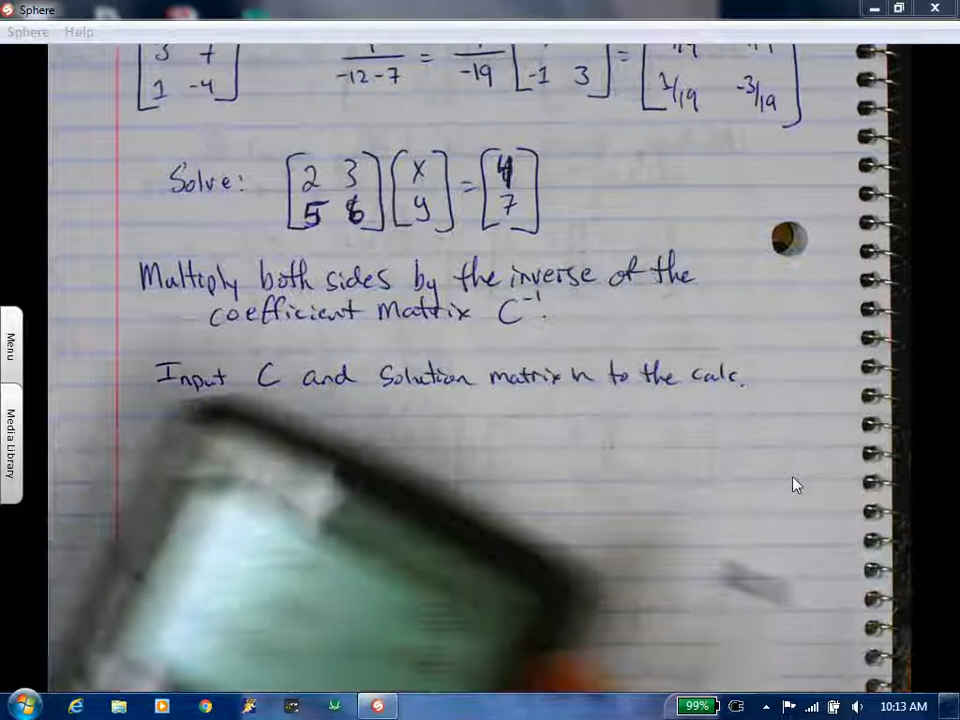 Sphere
Sphere Help
[3 7
1 -4]
-12-7 = -19 [-1 3] = [1/19 -3/19]
Solve: [2 3
5 6] [x
y] = [4
7]
Multiply both sides by the inverse of the
coefficient Matrix C⁻¹.
Input C and Solution matrix n to the calc.
Menu
Media Library
99%
10:13 AM